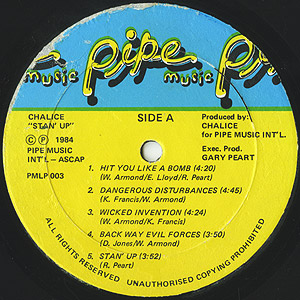 pipe
music
pipe
music
CHALICE
"STAN' UP"
SIDE A
Produced by:
CHALICE
for PIPE MUSIC INT'L.
Ⓒ Ⓟ 1984
PIPE MUSIC
INT'L - ASCAP
Exec. Prod.
GARY PEART
PMLP 003
1. HIT YOU LIKE A BOMB (4:20)
(W. Armond/E. Lloyd/R. Peart)
2. DANGEROUS DISTURBANCES (4:45)
(K. Francis/W. Armond)
3. WICKED INVENTION (4:24)
(W. Armond/K. Francis)
4. BACK WAY EVIL FORCES (3:50)
(D. Jones/W. Armond)
5. STAN' UP (3:52)
(R. Peart)
ALL RIGHTS RESERVED UNAUTHORISED COPYING PROHIBITED